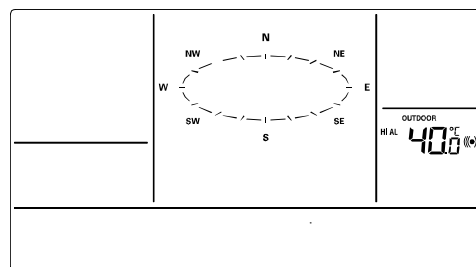 N
NW NE
W E
SW SE
S
OUTDOOR
HI AL 40.0 °C